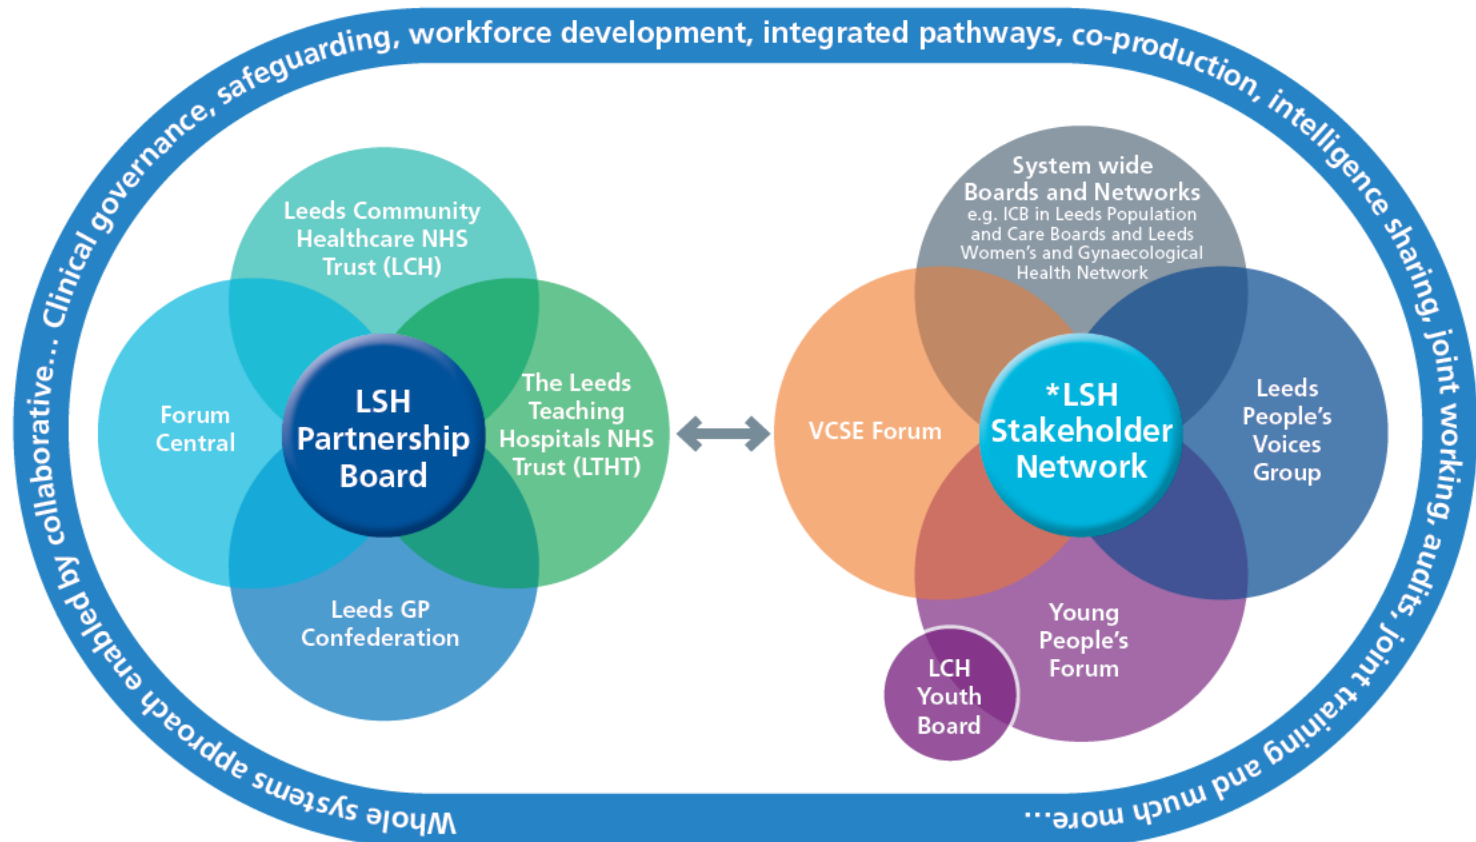 Whole systems approach enabled by collaborative... Clinical governance, safeguarding, workforce development, integrated pathways, co-production, intelligence sharing, joint working, audits, joint training and much more...
Leeds Community
Healthcare NHS
Trust (LCH)
Forum
Central
LSH
Partnership
Board
The Leeds
Teaching
Hospitals NHS
Trust (LTHT)
Leeds GP
Confederation
System wide
Boards and Networks
e.g. ICB in Leeds Population
and Care Boards and Leeds
Women's and Gynaecological
Health Network
VCSE Forum
*LSH
Stakeholder
Network
Leeds
People's
Voices
Group
Young
People's
Forum
LCH
Youth
Board